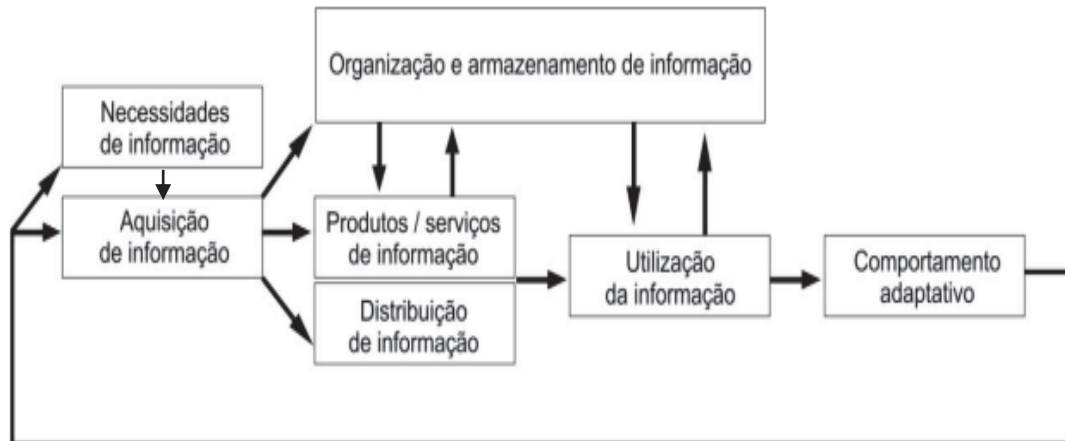 Organização e armazenamento de informação
Necessidades
de informação
Aquisição
de informação
Produtos / serviços
de informação
Distribuição
de informação
Utilização
da informação
Comportamento
adaptativo